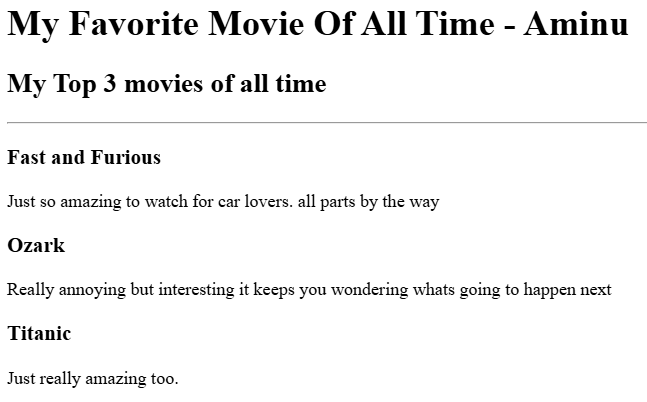 My Favorite Movie Of All Time - Aminu
My Top 3 movies of all time
Fast and Furious
Just so amazing to watch for car lovers. all parts by the way
Ozark
Really annoying but interesting it keeps you wondering whats going to happen next
Titanic
Just really amazing too.